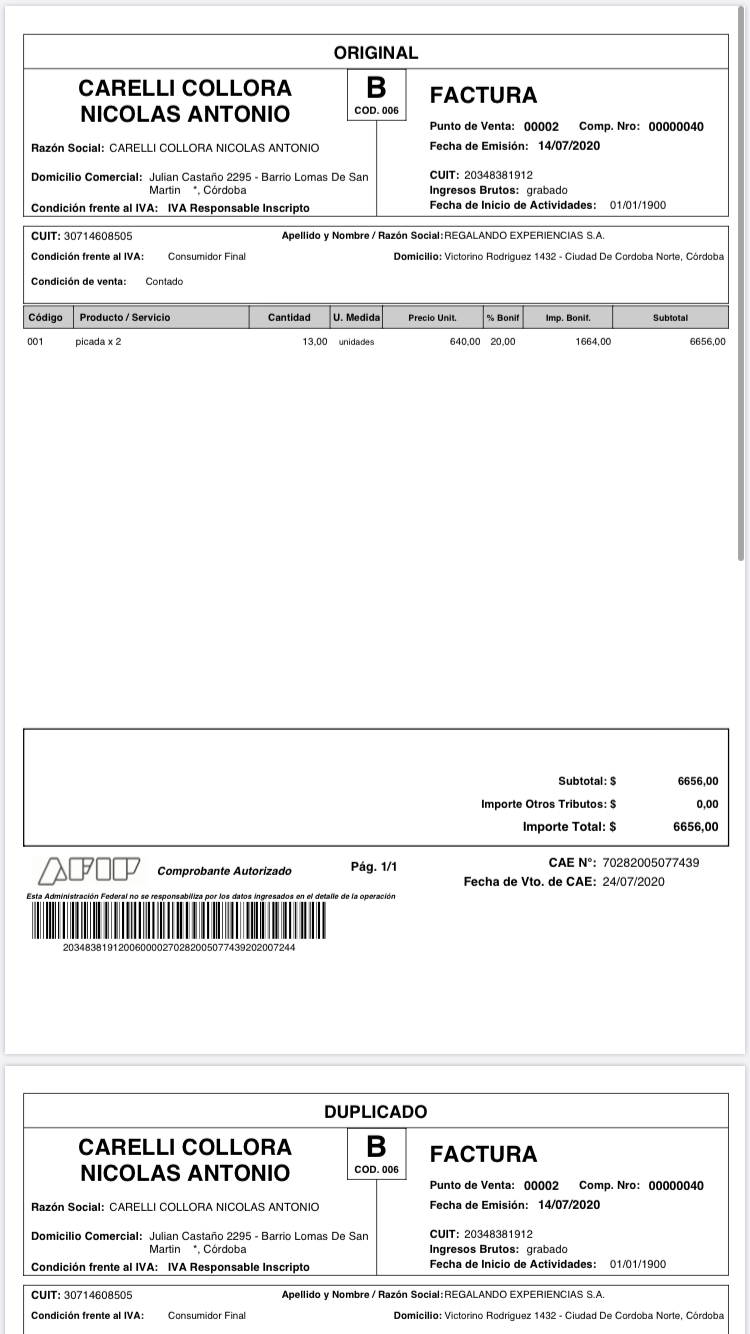 ORIGINAL
CARELLI COLLORA
NICOLAS ANTONIO
B
COD. 006
FACTURA
Punto de Venta: 00002 Comp. Nro: 00000040
Fecha de Emisión: 14/07/2020
Razón Social: CARELLI COLLORA NICOLAS ANTONIO
Domicilio Comercial: Julian Castaño 2295 - Barrio Lomas De San
Martin *, Córdoba
Condición frente al IVA: IVA Responsable Inscripto
CUIT: 20348381912
Ingresos Brutos: grabado
Fecha de Inicio de Actividades: 01/01/1900
CUIT: 30714608505 Apellido y Nombre / Razón Social: REGALANDO EXPERIENCIAS S.A.
Condición frente al IVA: Consumidor Final Domicilio: Victorino Rodriguez 1432 - Ciudad De Cordoba Norte, Córdoba
Condición de venta: Contado
Código Producto / Servicio Cantidad U. Medida Precio Unit. % Bonif Imp. Bonif. Subtotal
001 picada x 2 13,00 unidades 640,00 20,00 1664,00 6656,00
Subtotal: $ 6656,00
Importe Otros Tributos: $ 0,00
Importe Total: $ 6656,00
AFIP
Comprobante Autorizado
Pág. 1/1
CAE N°: 70282005077439
Fecha de Vto. de CAE: 24/07/2020
Esta Administración Federal no se responsabiliza por los datos ingresados en el detalle de la operación
2034838191200600002702820050774392020007244
DUPLICADO
CARELLI COLLORA
NICOLAS ANTONIO
B
COD. 006
FACTURA
Punto de Venta: 00002 Comp. Nro: 00000040
Fecha de Emisión: 14/07/2020
Razón Social: CARELLI COLLORA NICOLAS ANTONIO
Domicilio Comercial: Julian Castaño 2295 - Barrio Lomas De San
Martin *, Córdoba
Condición frente al IVA: IVA Responsable Inscripto
CUIT: 20348381912
Ingresos Brutos: grabado
Fecha de Inicio de Actividades: 01/01/1900
CUIT: 30714608505 Apellido y Nombre / Razón Social: REGALANDO EXPERIENCIAS S.A.
Condición frente al IVA: Consumidor Final Domicilio: Victorino Rodriguez 1432 - Ciudad De Cordoba Norte, Córdoba